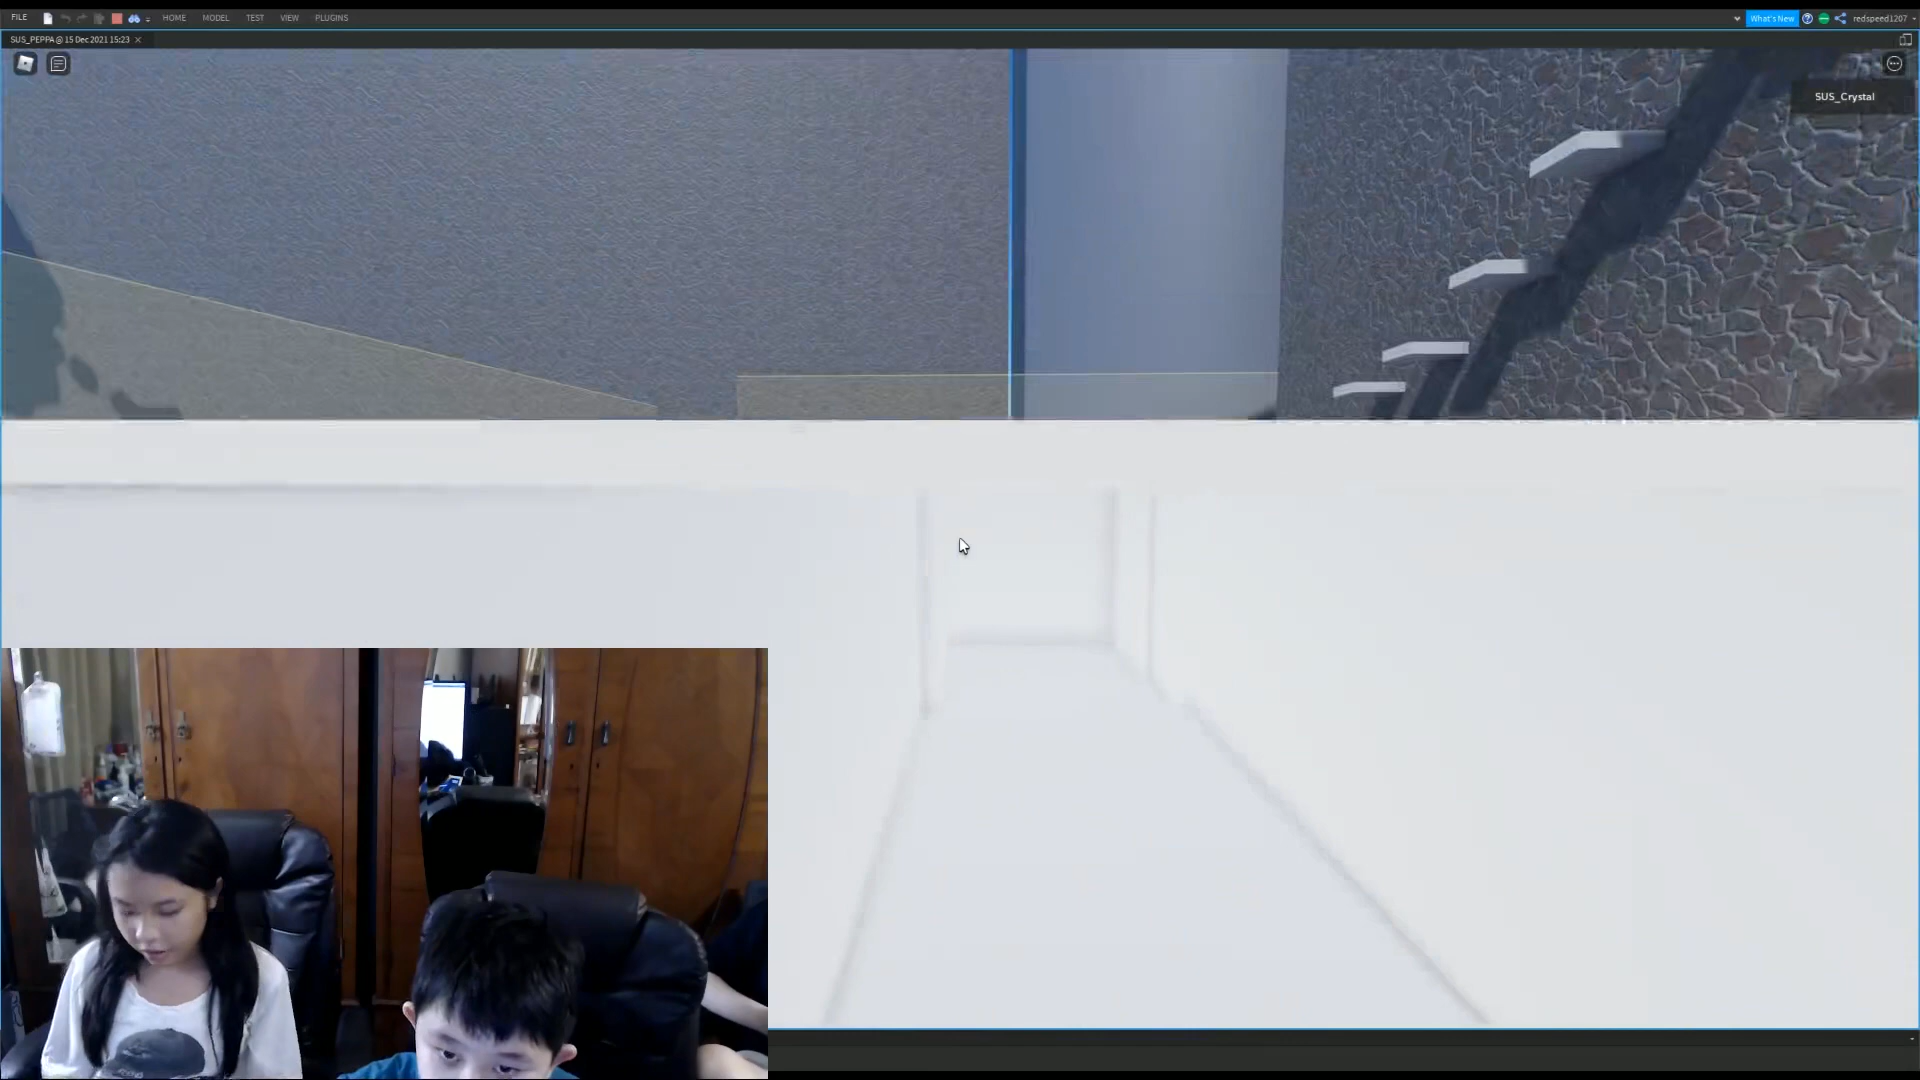 FILE HOME MODEL TEST VIEW PLUGINS What's New redspeed1207
SUS_PEPPA @ 15 Dec 2021 15:23
SUS_Crystal